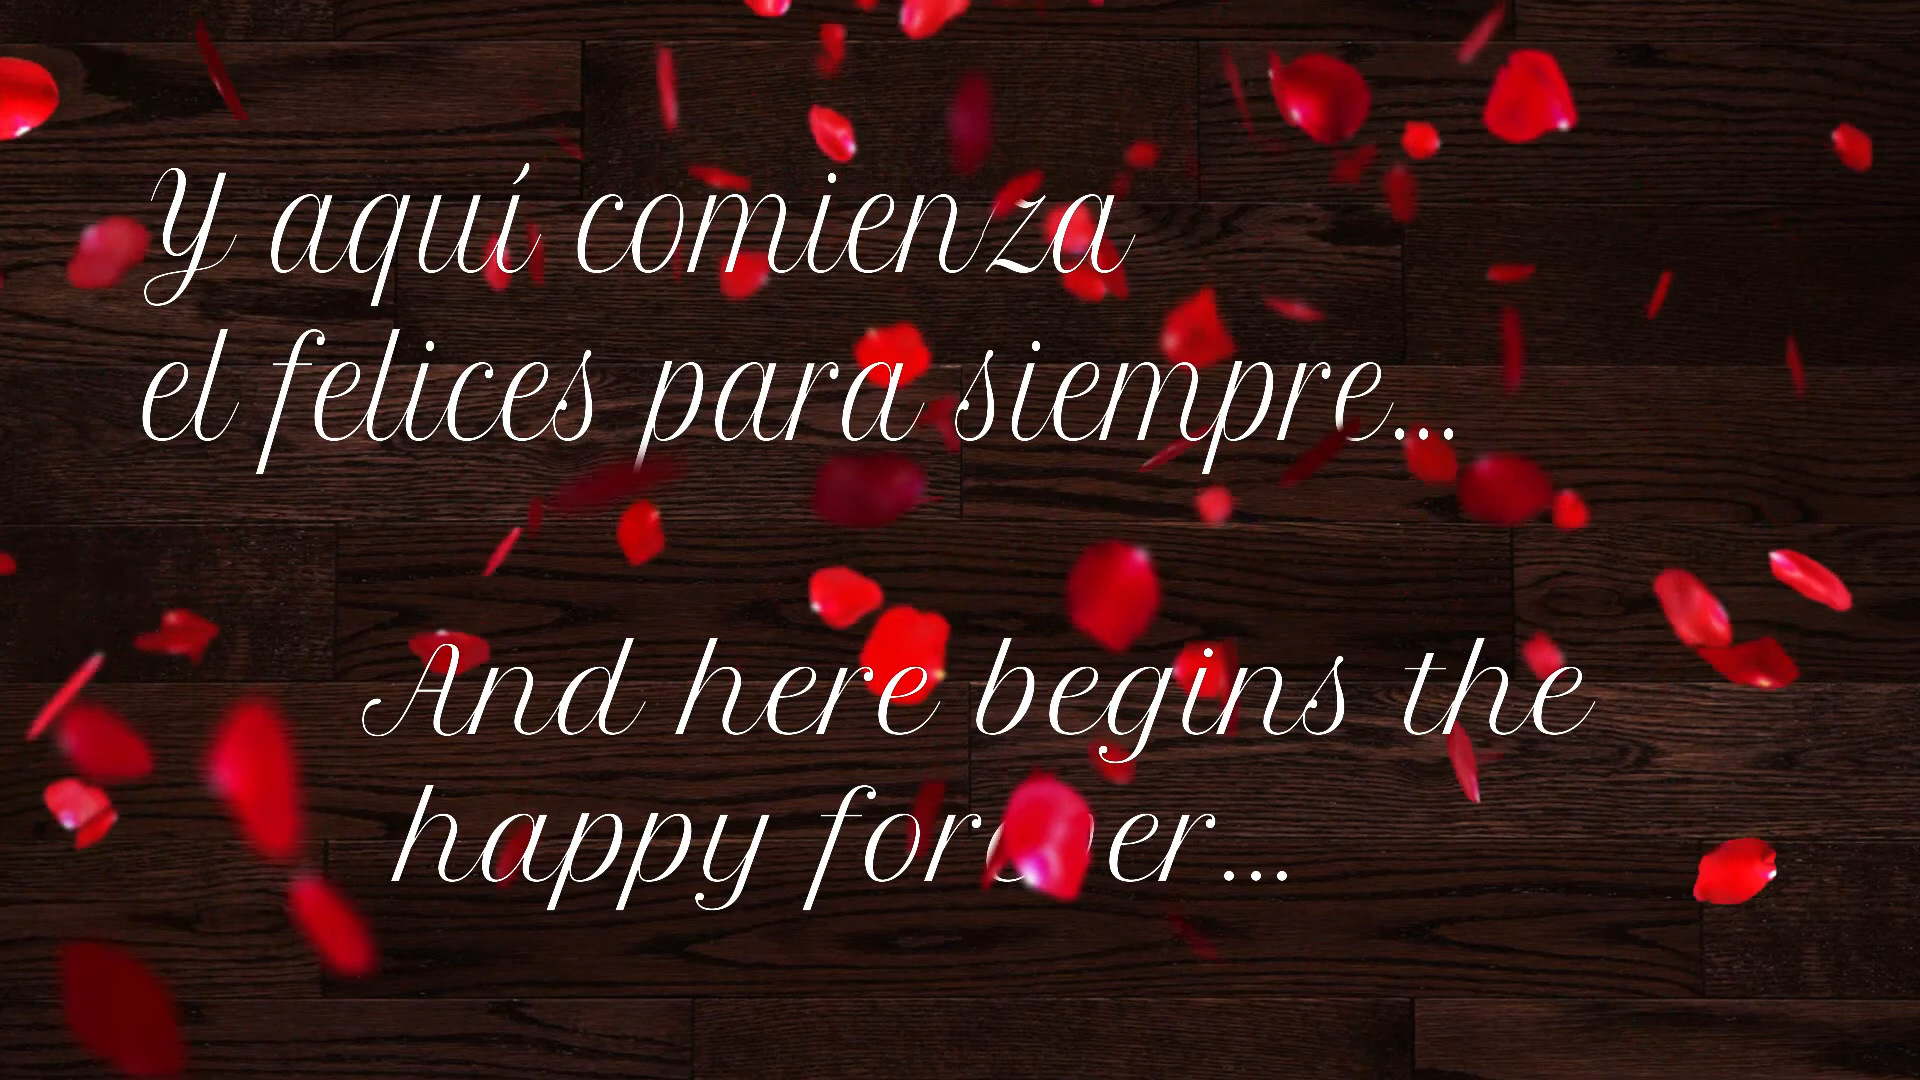 Y aquí comienza
el felices para siempre...
And here begins the
happy forever...